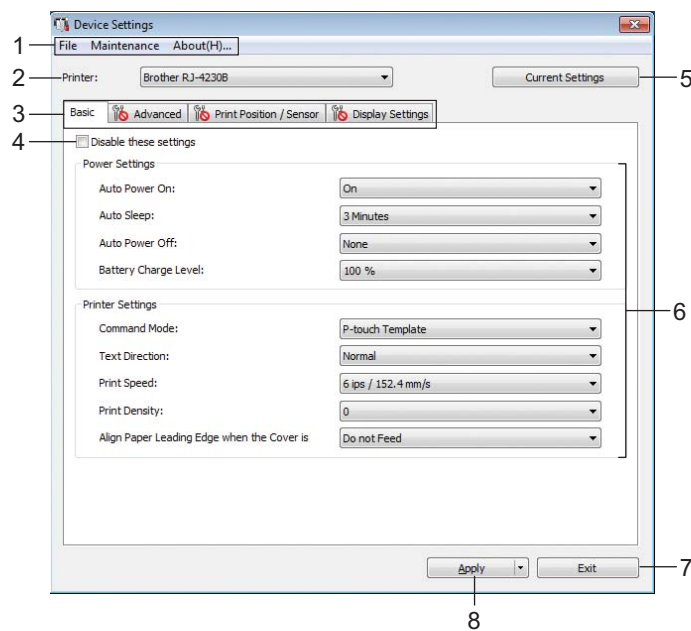 Device Settings
1 File Maintenance About(H)...
2 Printer: Brother RJ-4230B Current Settings 5
3 Basic Advanced Print Position / Sensor Display Settings
4 Disable these settings
Power Settings
Auto Power On: On
Auto Sleep: 3 Minutes
Auto Power Off: None
Battery Charge Level: 100 %
Printer Settings
6
Command Mode: P-touch Template
Text Direction: Normal
Print Speed: 6 ips / 152.4 mm/s
Print Density: 0
Align Paper Leading Edge when the Cover is Do not Feed
Apply Exit 7
8